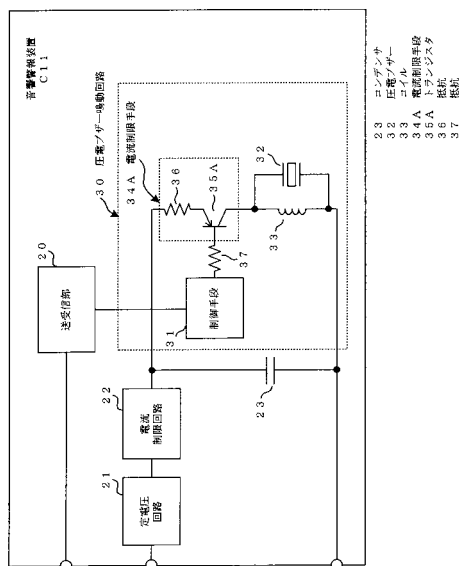 音響警報装置
C11
30 圧電ブザー鳴動回路
34A 電流制限手段
36
35A
32
33
37
20
送受信部
31
制御手段
22
電流
制限回路
21
定電圧
回路
23
23 コンデンサ
32 圧電ブザー
33 コイル
34A 電流制限手段
35A トランジスタ
36 抵抗
37 抵抗